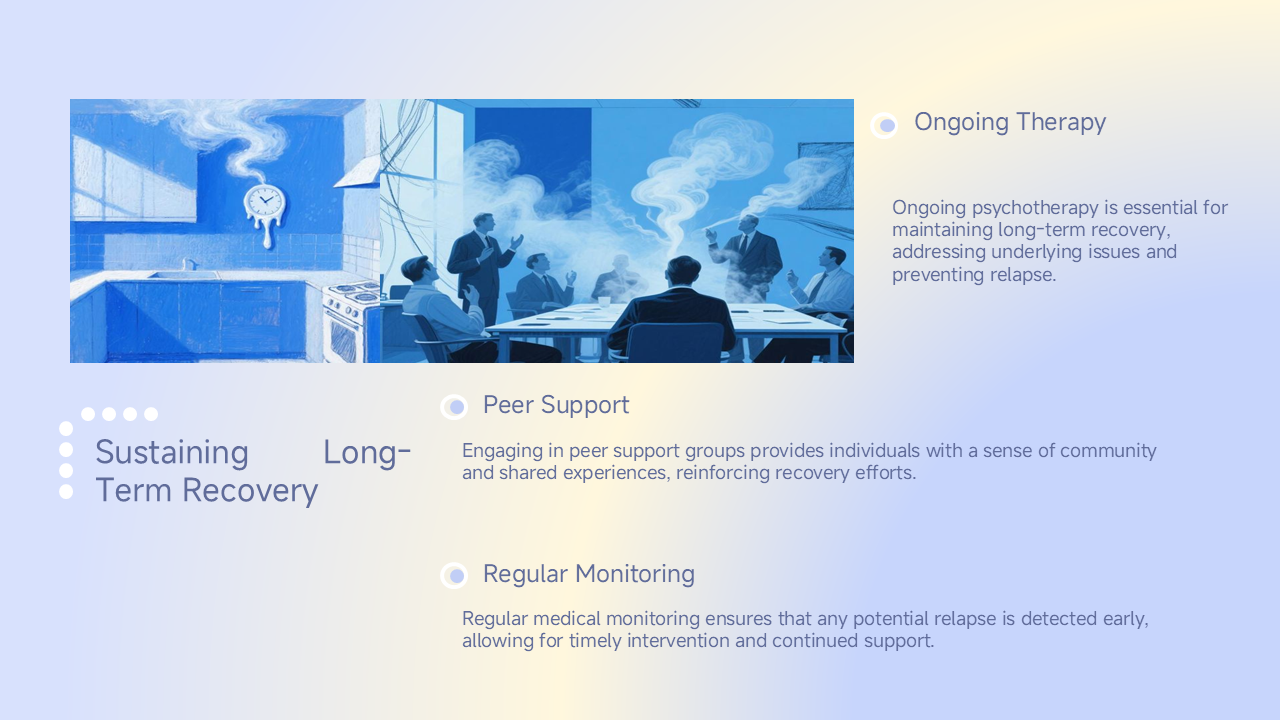 Ongoing Therapy
Ongoing psychotherapy is essential for
maintaining long-term recovery,
addressing underlying issues and
preventing relapse.
Sustaining Long-
Term Recovery
Peer Support
Engaging in peer support groups provides individuals with a sense of community
and shared experiences, reinforcing recovery efforts.
Regular Monitoring
Regular medical monitoring ensures that any potential relapse is detected early,
allowing for timely intervention and continued support.